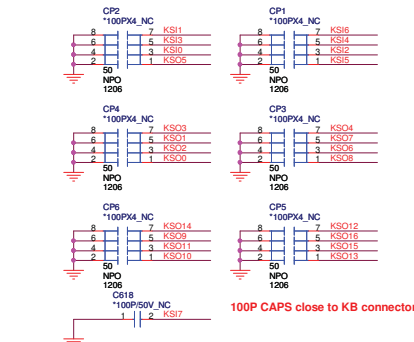 CP2
*100PX4_NC
8 7 KSI1
6 5 KSI3
4 3 KSI0
2 1 KSO5
50
NPO
1206
CP1
*100PX4_NC
8 7 KSI6
6 5 KSI4
4 3 KSI2
2 1 KSI5
50
NPO
1206
CP4
*100PX4_NC
8 7 KSO3
6 5 KSO1
4 3 KSO2
2 1 KSO0
50
NPO
1206
CP3
*100PX4_NC
8 7 KSO4
6 5 KSO7
4 3 KSO6
2 1 KSO8
50
NPO
1206
CP6
*100PX4_NC
8 7 KSO14
6 5 KSO9
4 3 KSO11
2 1 KSO10
50
NPO
1206
CP5
*100PX4_NC
8 7 KSO12
6 5 KSO16
4 3 KSO15
2 1 KSO13
50
NPO
1206
C618
*100P/50V_NC
1 2 KSI7
100P CAPS close to KB connector